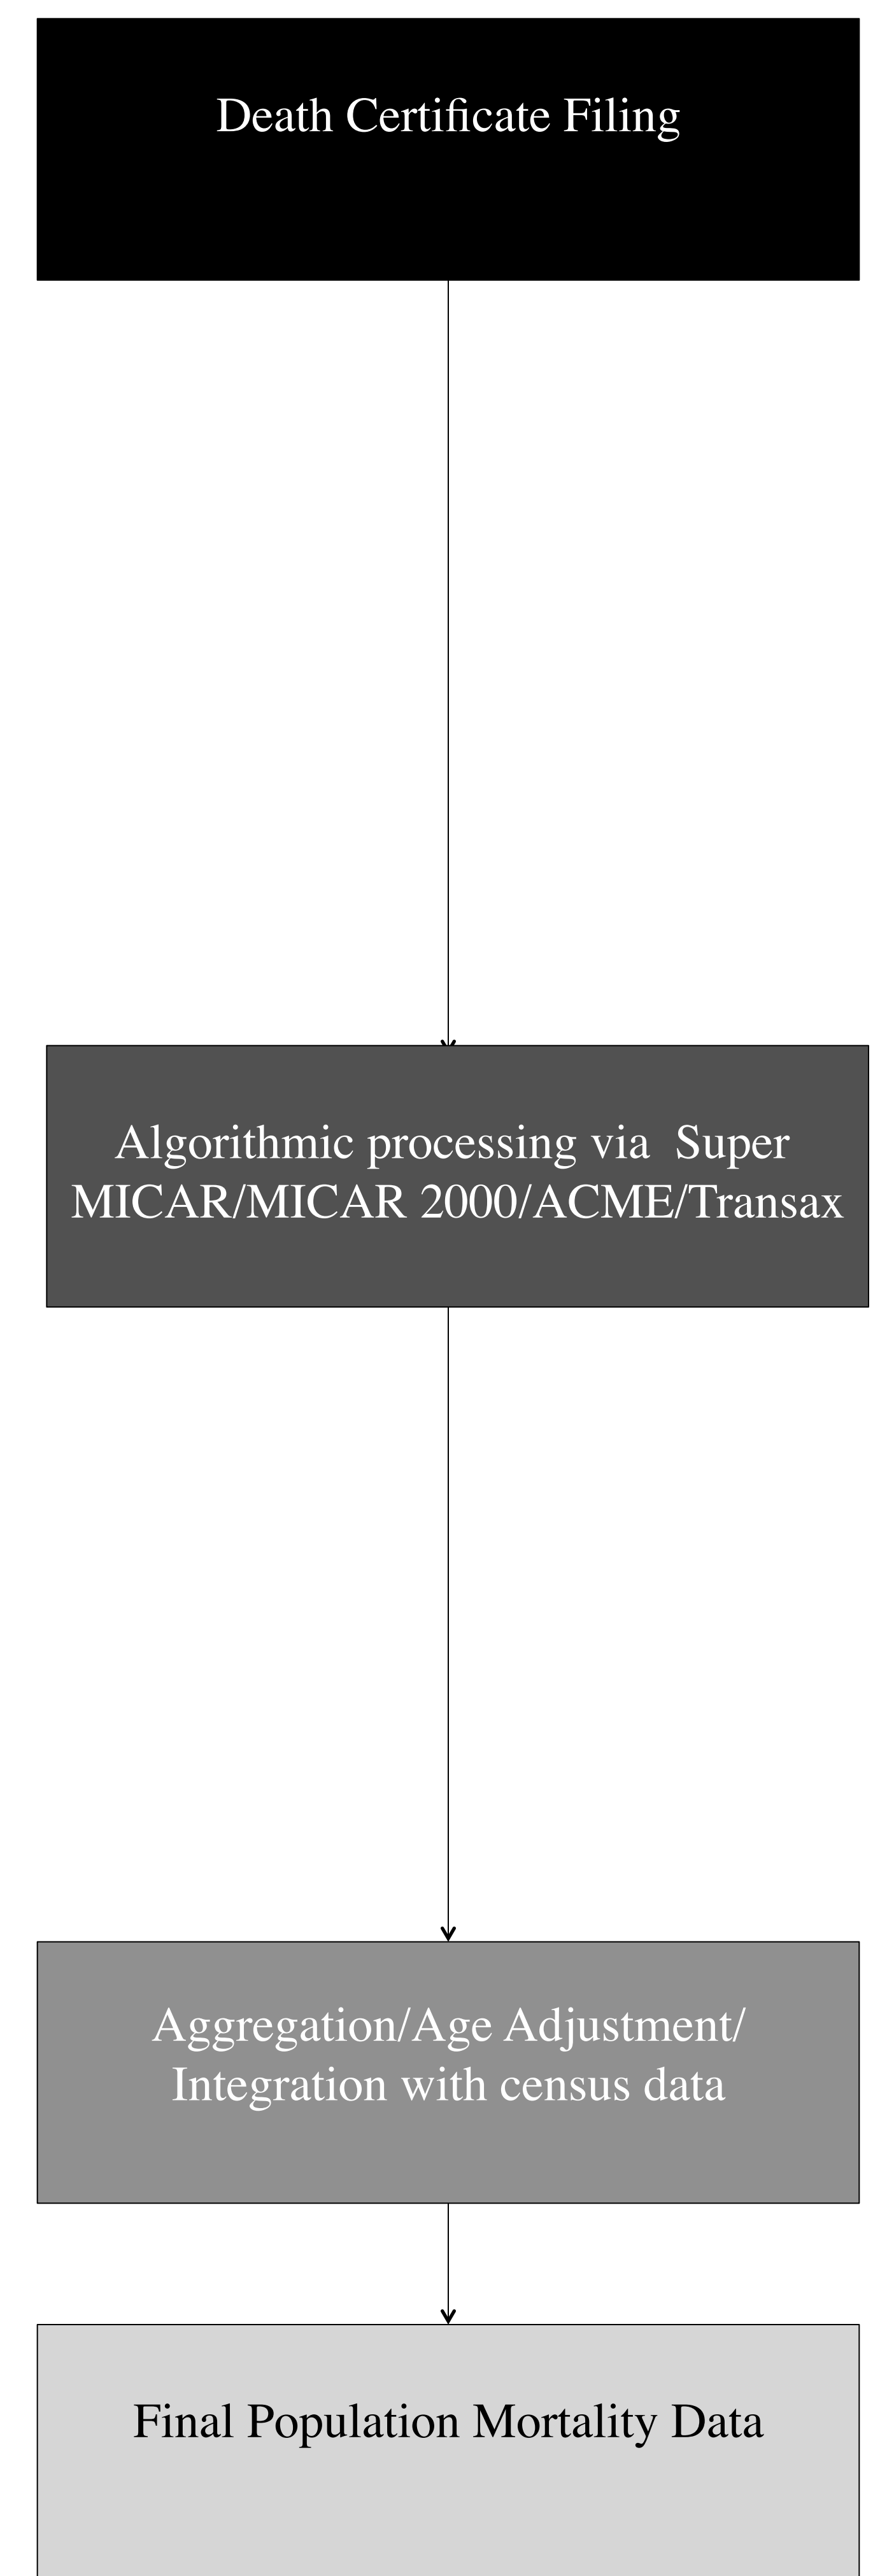 Death Certificate Filing
Algorithmic processing via  Super
MICAR/MICAR 2000/ACME/Transax
Aggregation/Age Adjustment/
Integration with census data
Final Population Mortality Data